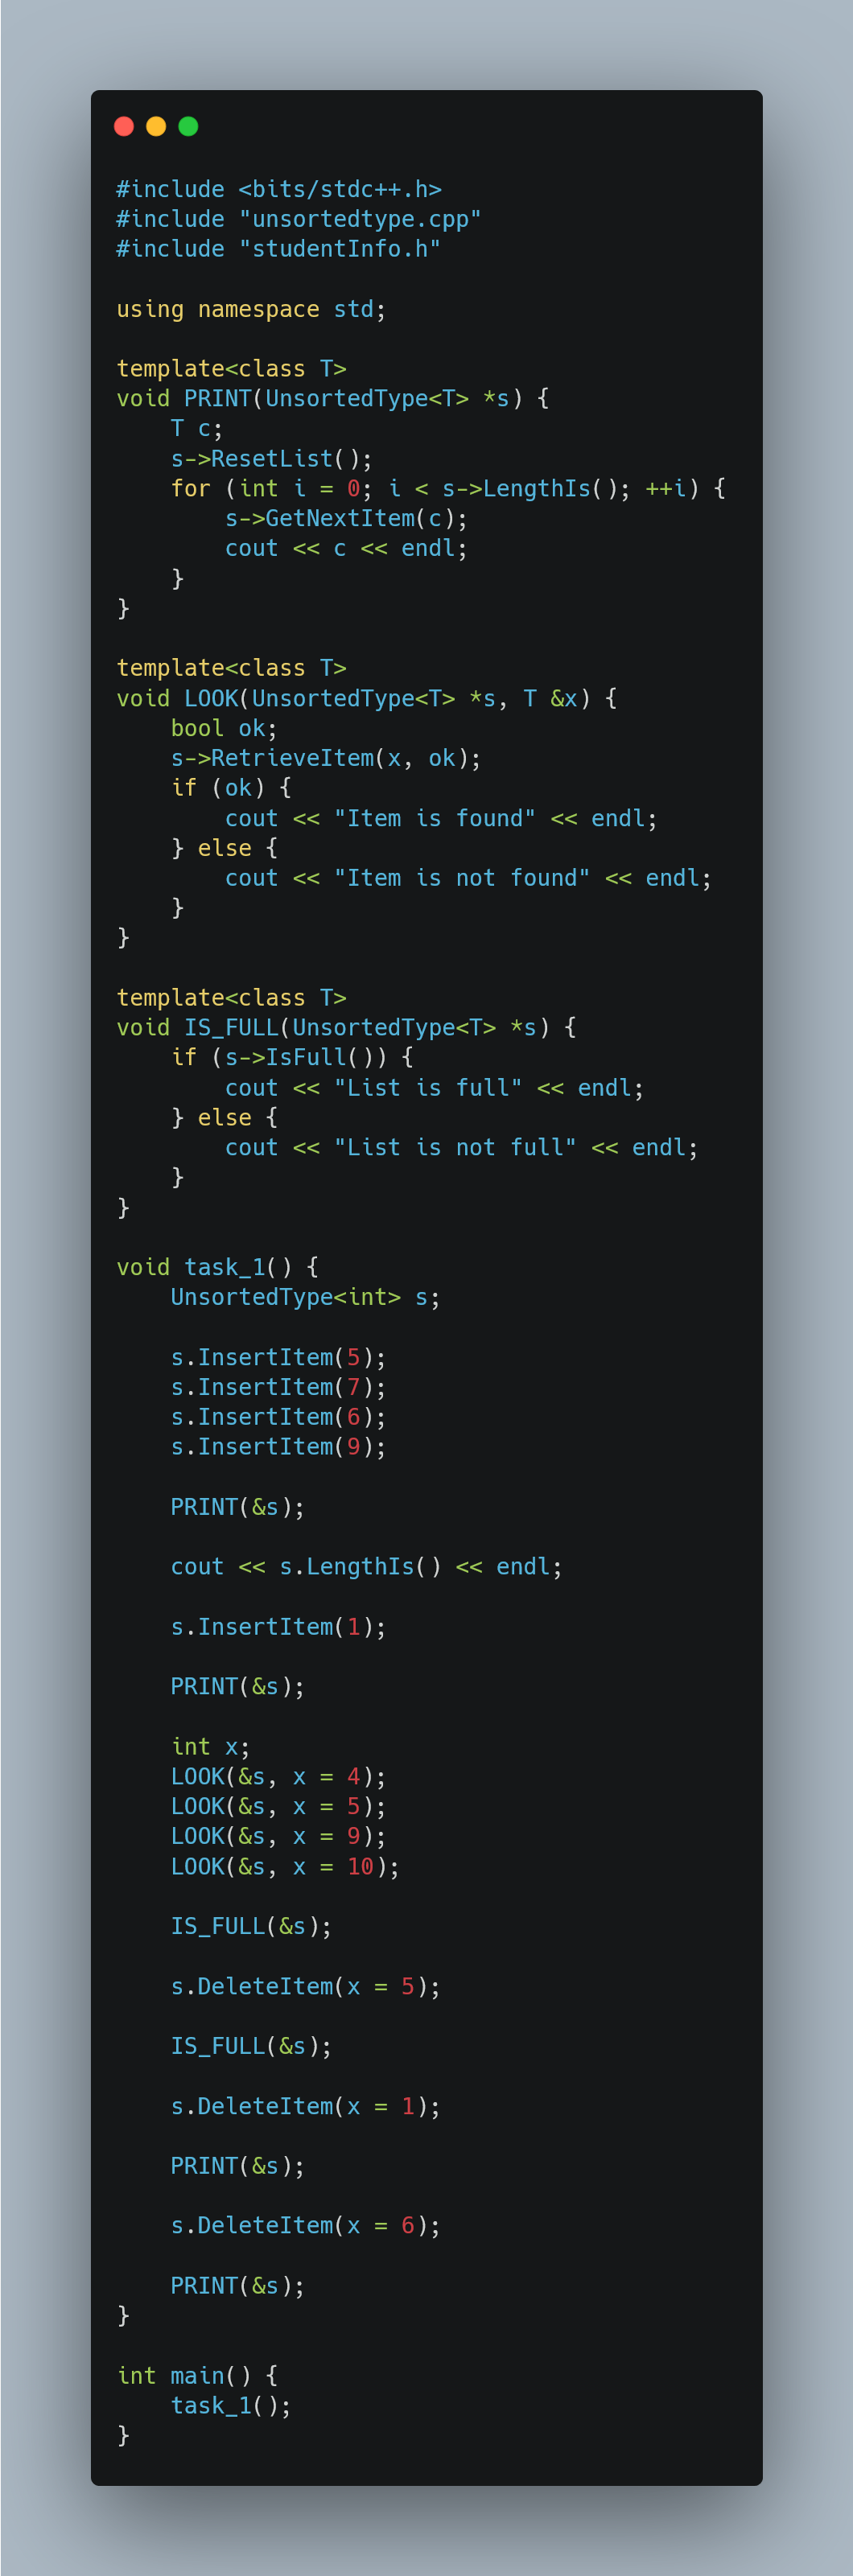 #include <bits/stdc++.h>
#include "unsortedtype.cpp"
#include "studentInfo.h"

using namespace std;

template<class T>
void PRINT(UnsortedType<T> *s) {
    T c;
    s->ResetList();
    for (int i = 0; i < s->LengthIs(); ++i) {
        s->GetNextItem(c);
        cout << c << endl;
    }
}

template<class T>
void LOOK(UnsortedType<T> *s, T &x) {
    bool ok;
    s->RetrieveItem(x, ok);
    if (ok) {
        cout << "Item is found" << endl;
    } else {
        cout << "Item is not found" << endl;
    }
}

template<class T>
void IS_FULL(UnsortedType<T> *s) {
    if (s->IsFull()) {
        cout << "List is full" << endl;
    } else {
        cout << "List is not full" << endl;
    }
}

void task_1() {
    UnsortedType<int> s;

    s.InsertItem(5);
    s.InsertItem(7);
    s.InsertItem(6);
    s.InsertItem(9);

    PRINT(&s);

    cout << s.LengthIs() << endl;

    s.InsertItem(1);

    PRINT(&s);

    int x;
    LOOK(&s, x = 4);
    LOOK(&s, x = 5);
    LOOK(&s, x = 9);
    LOOK(&s, x = 10);

    IS_FULL(&s);

    s.DeleteItem(x = 5);

    IS_FULL(&s);

    s.DeleteItem(x = 1);

    PRINT(&s);

    s.DeleteItem(x = 6);

    PRINT(&s);
}

int main() {
    task_1();
}